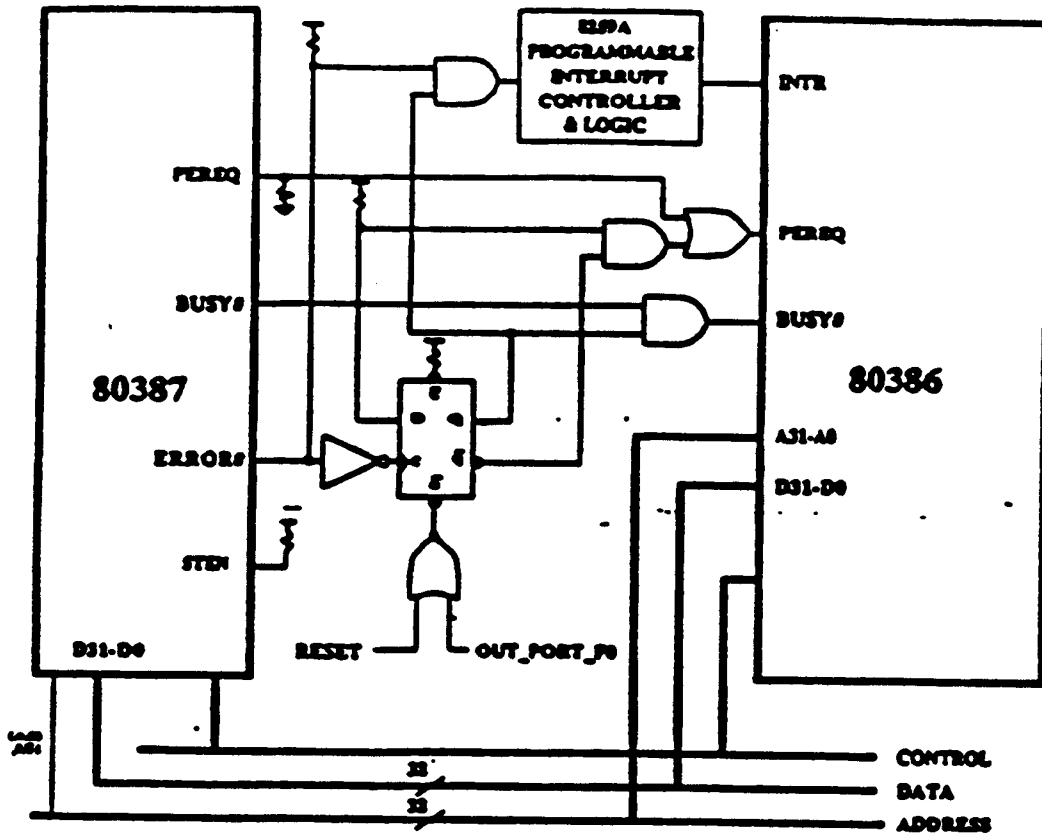 8259A
PROGRAMMABLE
INTERRUPT
CONTROLLER
& LOGIC
INTR
PEREQ
PEREQ
BUSY#
BUSY#
80387
80386
ERROR#
A31-A0
D31-D0
STEN
D31-D0
RESET
OUT_PORT_F0
CONTROL
32
DATA
32
ADDRESS